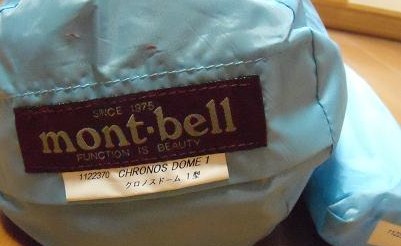 SINCE 1975
mont·bell
FUNCTION IS BEAUTY
1122370 CHRONOS DOME 1
クロノスドーム 1型